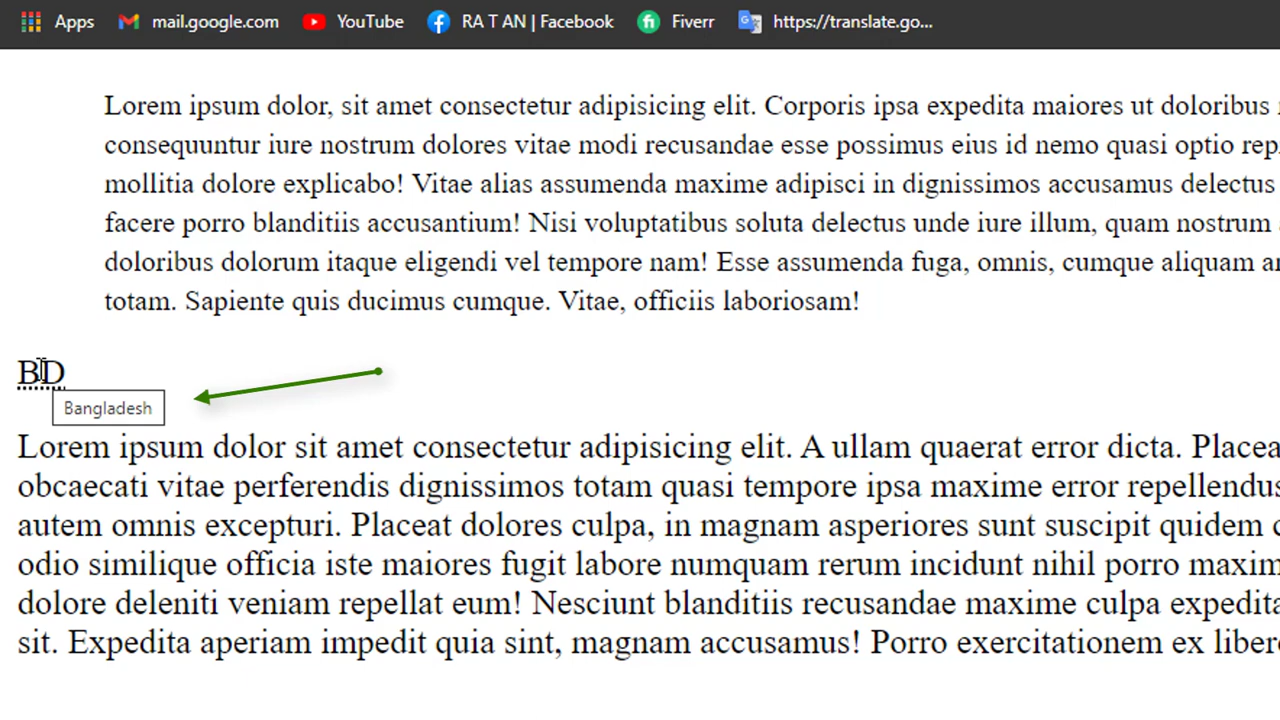 Apps mail.google.com YouTube RA T AN | Facebook Fiverr https://translate.go...
Lorem ipsum dolor, sit amet consectetur adipisicing elit. Corporis ipsa expedita maiores ut doloribus
consequuntur iure nostrum dolores vitae modi recusandae esse possimus eius id nemo quasi optio
mollitia dolore explicabo! Vitae alias assumenda maxime adipisci in dignissimos accusamus delectus
facere porro blanditiis accusantium! Nisi voluptatibus soluta delectus unde iure illum, quam nostrum
doloribus dolorum itaque eligendi vel tempore nam! Esse assumenda fuga, omnis, cumque aliquam
totam. Sapiente quis ducimus cumque. Vitae, officiis laboriosam!
BD
Bangladesh
Lorem ipsum dolor sit amet consectetur adipisicing elit. A ullam quaerat error dicta. Placea
obcaecati vitae perferendis dignissimos totam quasi tempore ipsa maxime error repellendus
autem omnis excepturi. Placeat dolores culpa, in magnam asperiores sunt suscipit quidem
odio similique officia iste maiores fugit labore numquam rerum incidunt nihil porro maxim
dolore deleniti veniam repellat eum! Nesciunt blanditiis recusandae maxime culpa expedita
sit. Expedita aperiam impedit quia sint, magnam accusamus! Porro exercitationem ex liber